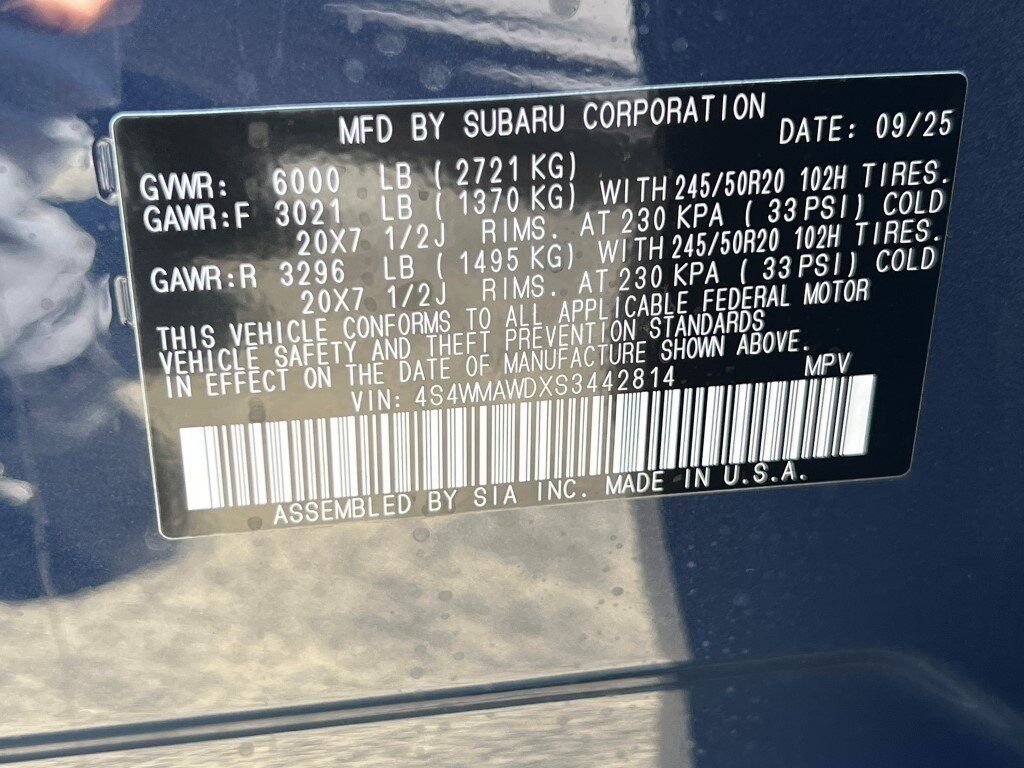 MFD BY SUBARU CORPORATION DATE: 09/25
GVWR: 6000 LB ( 2721 KG)
GAWR:F 3021 LB ( 1370 KG) WITH 245/50R20 102H TIRES.
20X7 1/2J RIMS. AT 230 KPA ( 33 PSI) COLD
GAWR:R 3296 LB ( 1495 KG) WITH 245/50R20 102H TIRES.
20X7 1/2J RIMS. AT 230 KPA ( 33 PSI) COLD
THIS VEHICLE CONFORMS TO ALL APPLICABLE FEDERAL MOTOR
VEHICLE SAFETY AND THEFT PREVENTION STANDARDS
IN EFFECT ON THE DATE OF MANUFACTURE SHOWN ABOVE.
VIN: 4S4WMAWDXS3442814 MPV
ASSEMBLED BY SIA INC. MADE IN U.S.A.